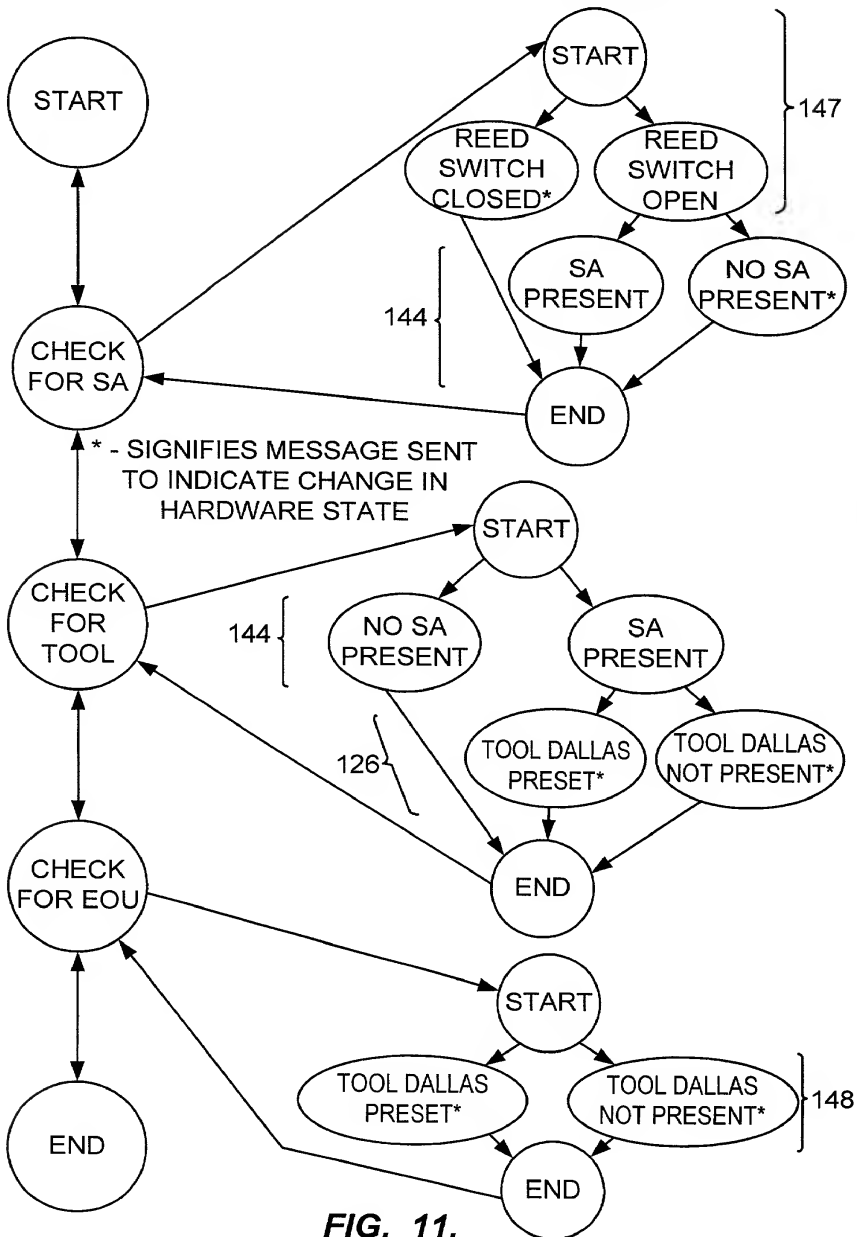 START
CHECK
FOR SA
* - SIGNIFIES MESSAGE SENT
TO INDICATE CHANGE IN
HARDWARE STATE
CHECK
FOR
TOOL
CHECK
FOR EOU
END
START
REED
SWITCH
CLOSED*
REED
SWITCH
OPEN
147
SA
PRESENT
NO SA
PRESENT*
144
END
START
144
NO SA
PRESENT
SA
PRESENT
126
TOOL DALLAS
PRESET*
TOOL DALLAS
NOT PRESENT*
END
START
TOOL DALLAS
PRESET*
TOOL DALLAS
NOT PRESENT*
148
END
FIG. 11.